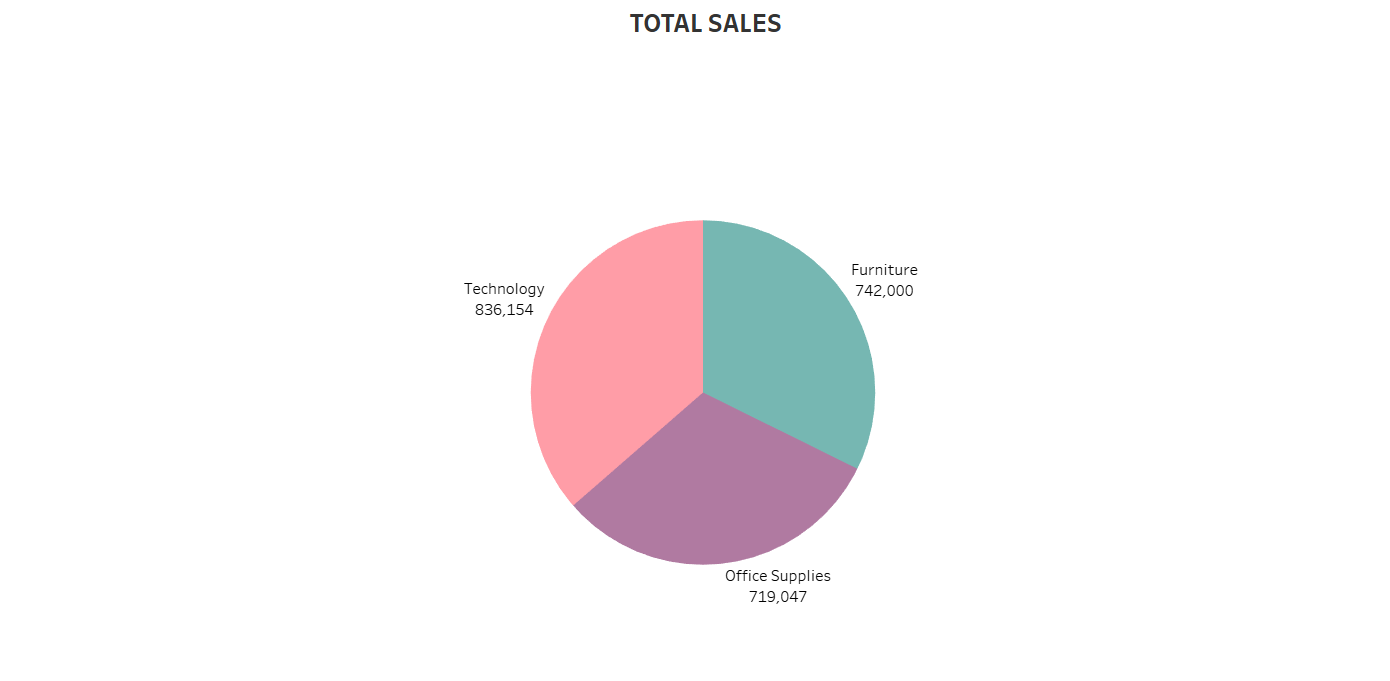 TOTAL SALES
Furniture
742,000
Technology
836,154
Office Supplies
719,047